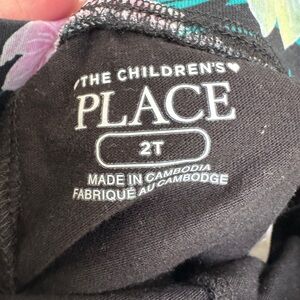 THE CHILDREN'S
PLACE
2T
MADE IN CAMBODIA
FABRIQUÉ AU CAMBODGE